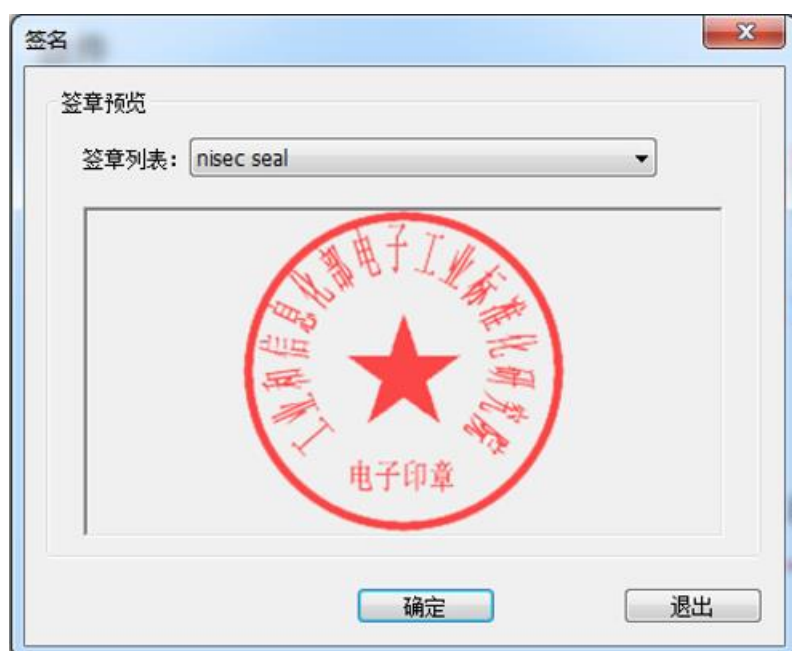 签名
签章预览
签章列表：
nisec seal
工业和信息化部电子工业标准化研究院
电子印章
确定
退出